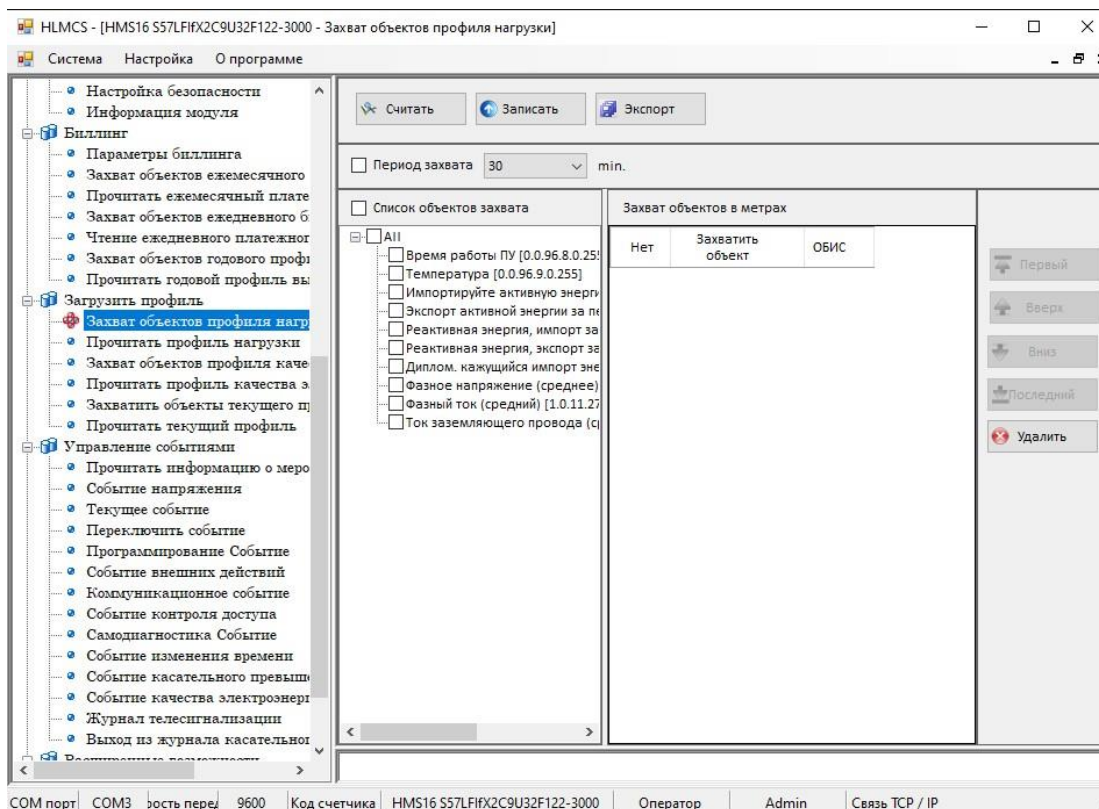 HLMCS - [HMS16 S57LFIfX2C9U32F122-3000 - Захват объектов профиля нагрузки]
Система Настройка О программе
Настройка безопасности
Информация модуля
Биллинг
Параметры биллинга
Захват объектов ежемесячного
Прочитать ежемесячный плате
Захват объектов ежедневного б
Чтение ежедневного платежног
Захват объектов годового профи
Прочитать годовой профиль вы
Загрузить профиль
Захват объектов профиля нагр
Прочитать профиль нагрузки
Захват объектов профиля каче
Прочитать профиль качества э
Захватить объекты текущего п
Прочитать текущий профиль
Управление событиями
Прочитать информацию о меро
Событие напряжения
Текущее событие
Переключить событие
Программирование Событие
Событие внешних действий
Коммуникационное событие
Событие контроля доступа
Самодиагностика Событие
Событие изменения времени
Событие касательного превыш
Событие качества электроэнерг
Журнал телесигнализации
Выход из журнала касательног
Расширенные возможности
Считать Записать Экспорт
Период захвата 30 min.
Список объектов захвата
All
Время работы ПУ [0.0.96.8.0.25
Температура [0.0.96.9.0.255]
Импортируйте активную энерги
Экспорт активной энергии за пе
Реактивная энергия, импорт за
Реактивная энергия, экспорт за
Диплом. кажущийся импорт эне
Фазное напряжение (среднее)
Фазный ток (средний) [1.0.11.27
Ток заземляющего провода (с
Захват объектов в метрах
Нет Захватить объект ОБИС
Первый
Вверх
Вниз
Последний
Удалить
COM порт COM3 рость перед 9600 Код счетчика HMS16 S57LFIfX2C9U32F122-3000 Оператор Admin Связь TCP / IP